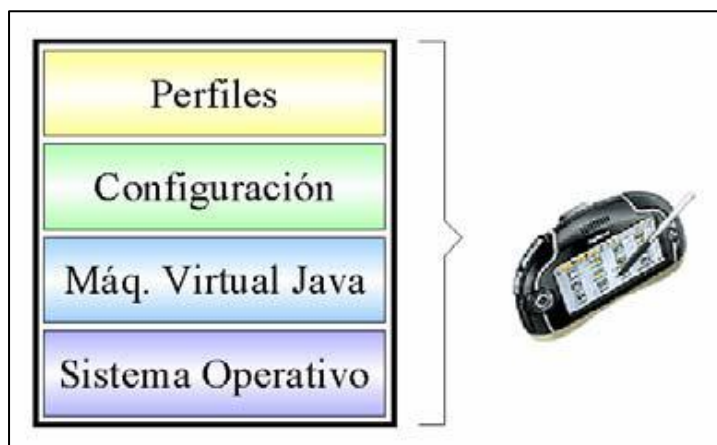 Perfiles
Configuración
Máq. Virtual Java
Sistema Operativo